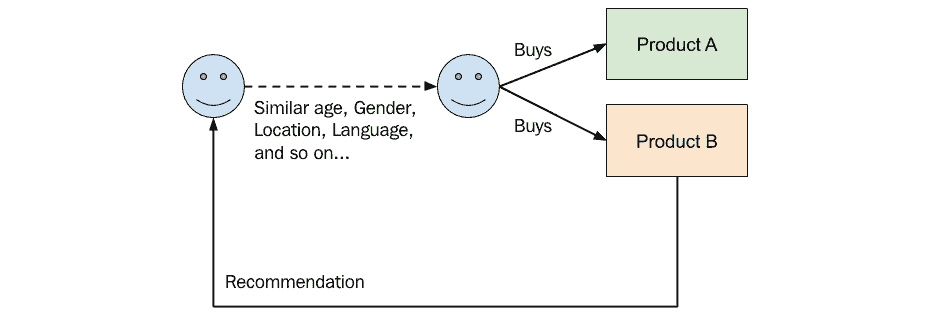 Buys
Product A
Similar age, Gender,
Location, Language,
and so on...
Buys
Product B
Recommendation